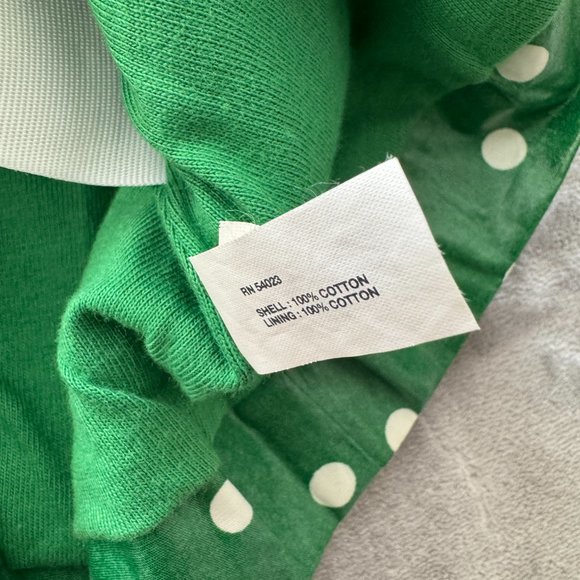 RN 54023
SHELL : 100% COTTON
LINING : 100% COTTON